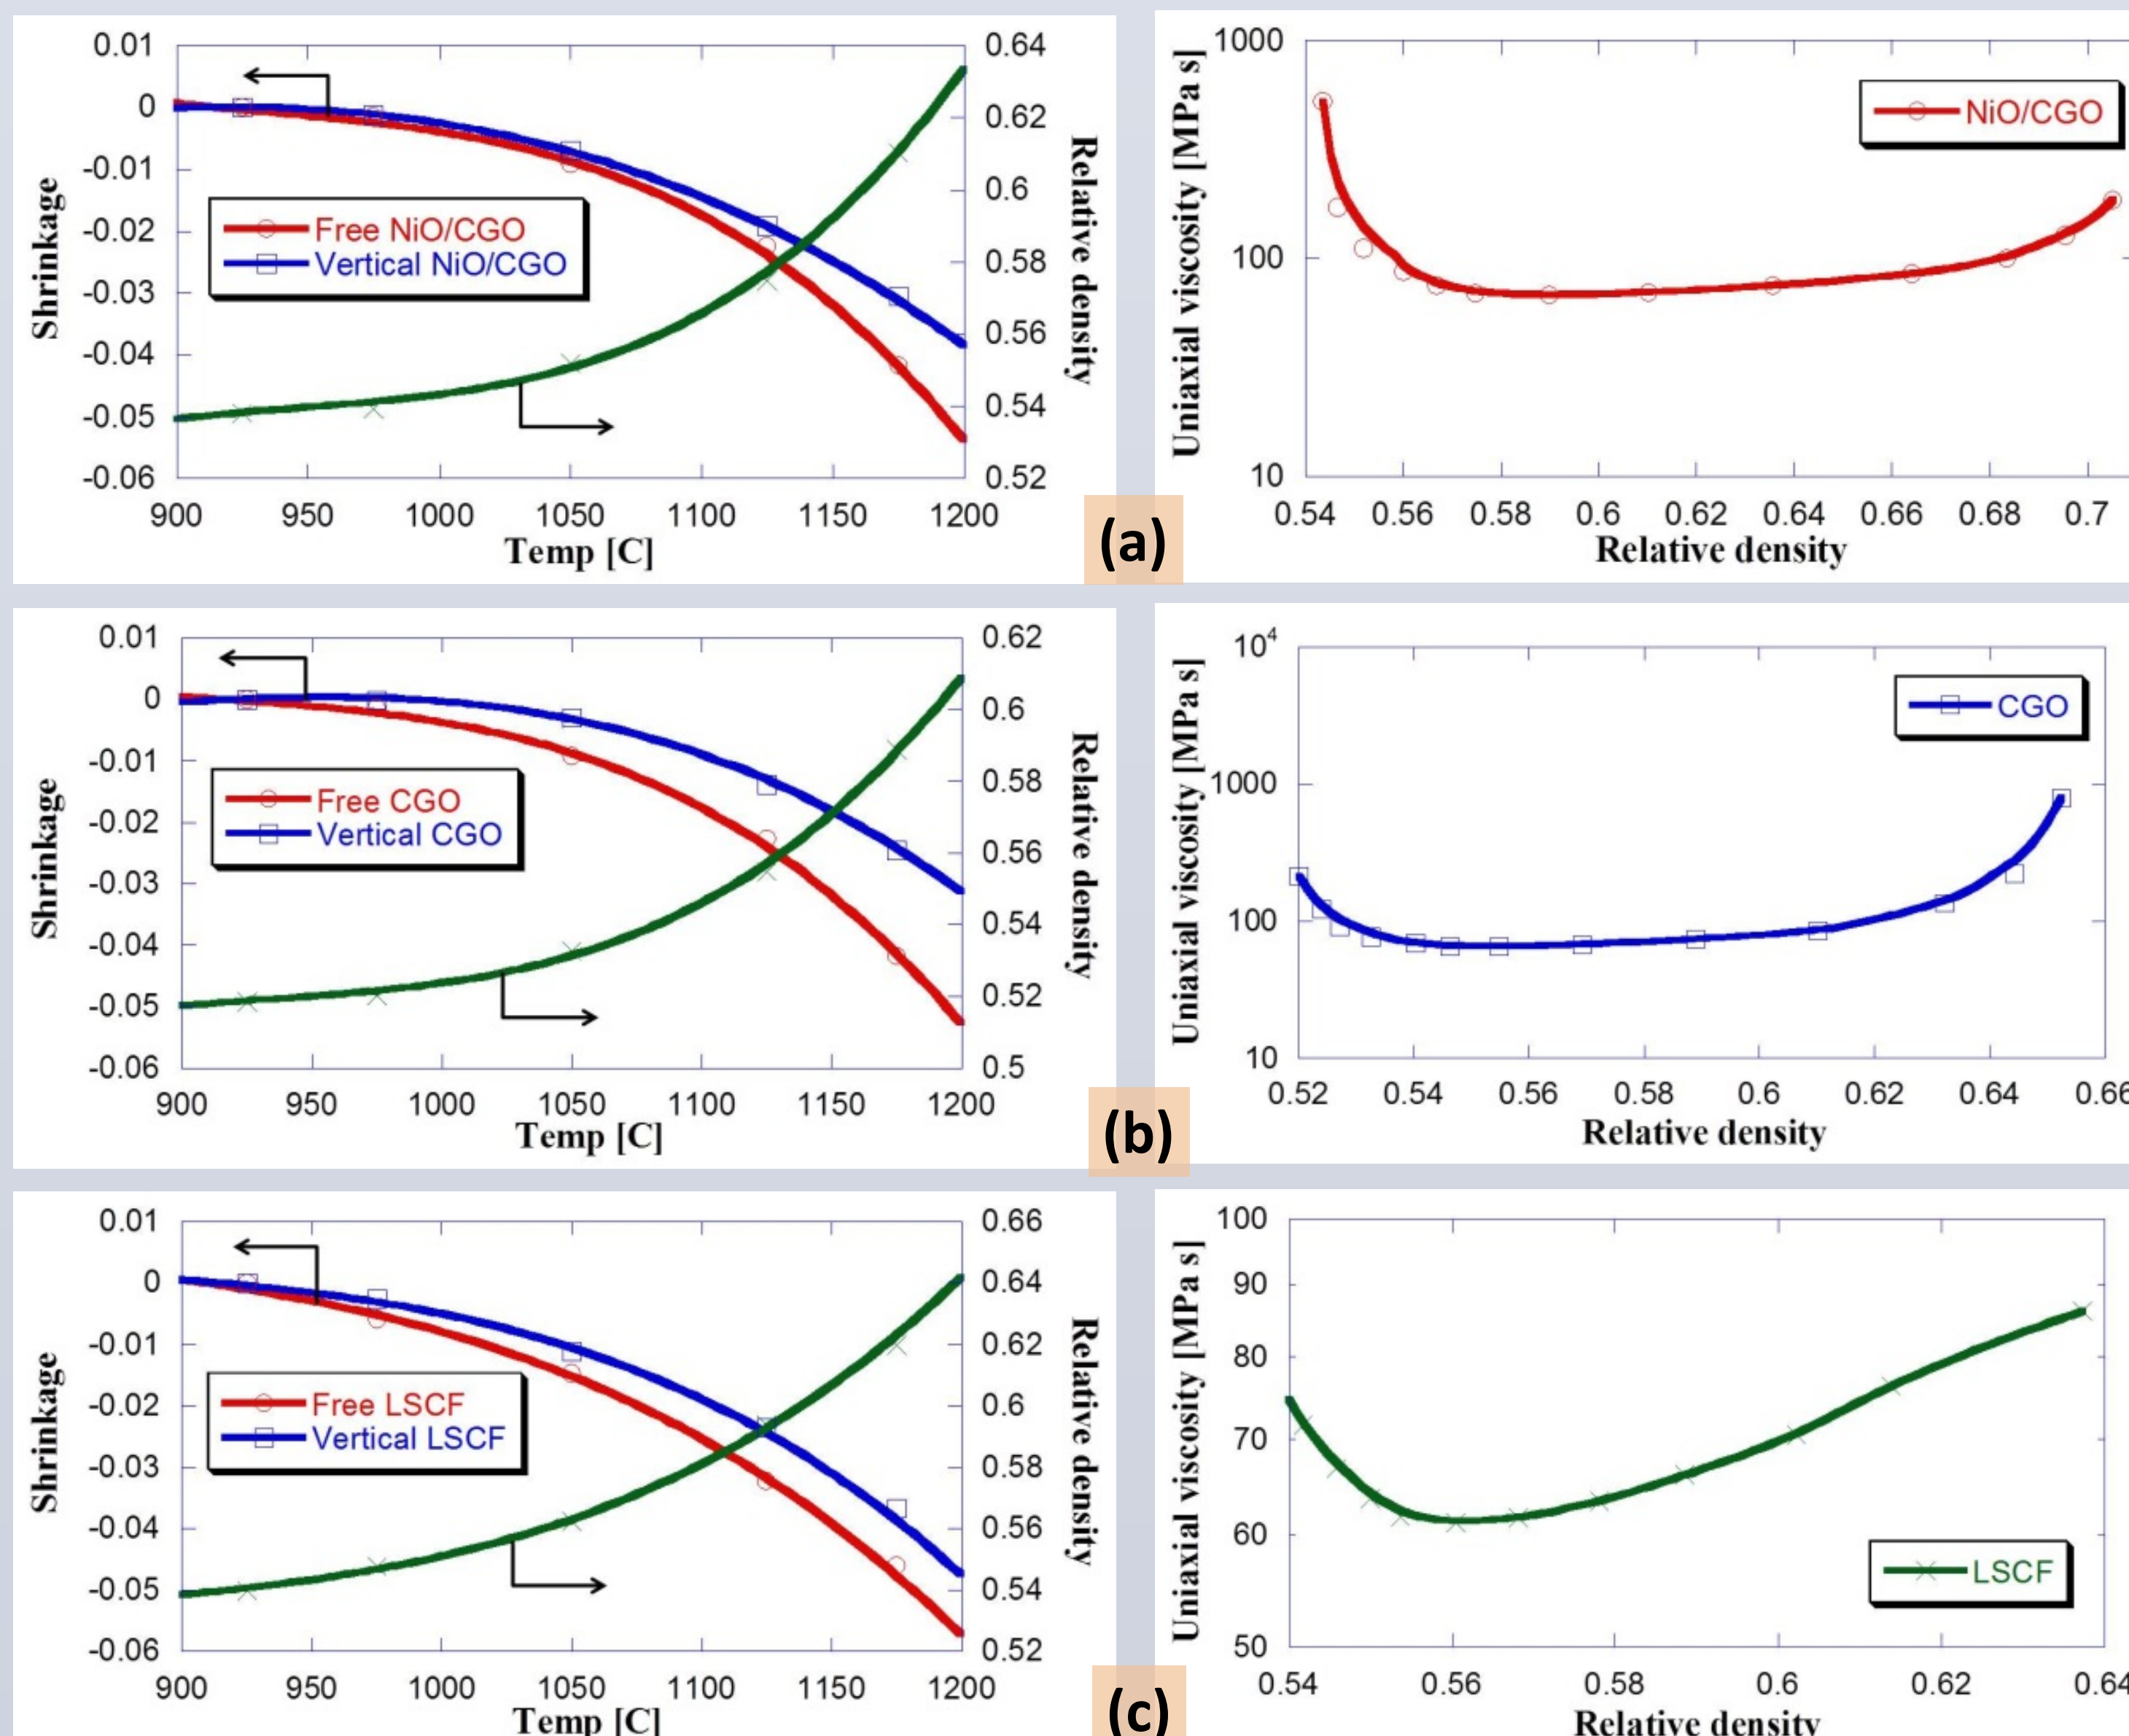 0.01
0
-0.01
-0.02
-0.03
-0.04
-0.05
-0.06
Shrinkage
Free NiO/CGO
Vertical NiO/CGO
0.64
0.62
0.6
0.58
0.56
0.54
0.52
Relative density
900 950 1000 1050 1100 1150 1200
Temp [C]
1000
100
10
Uniaxial viscosity [MPa s]
NiO/CGO
0.54 0.56 0.58 0.6 0.62 0.64 0.66 0.68 0.7
Relative density
(a)
0.01
0
-0.01
-0.02
-0.03
-0.04
-0.05
-0.06
Shrinkage
Free CGO
Vertical CGO
0.62
0.6
0.58
0.56
0.54
0.52
0.5
Relative density
900 950 1000 1050 1100 1150 1200
Temp [C]
10⁴
1000
100
10
Uniaxial viscosity [MPa s]
CGO
0.52 0.54 0.56 0.58 0.6 0.62 0.64 0.66
Relative density
(b)
0.01
0
-0.01
-0.02
-0.03
-0.04
-0.05
-0.06
Shrinkage
Free LSCF
Vertical LSCF
0.66
0.64
0.62
0.6
0.58
0.56
0.54
0.52
Relative density
900 950 1000 1050 1100 1150 1200
Temp [C]
100
90
80
70
60
50
Uniaxial viscosity [MPa s]
LSCF
0.54 0.56 0.58 0.6 0.62 0.64
Relative density
(c)